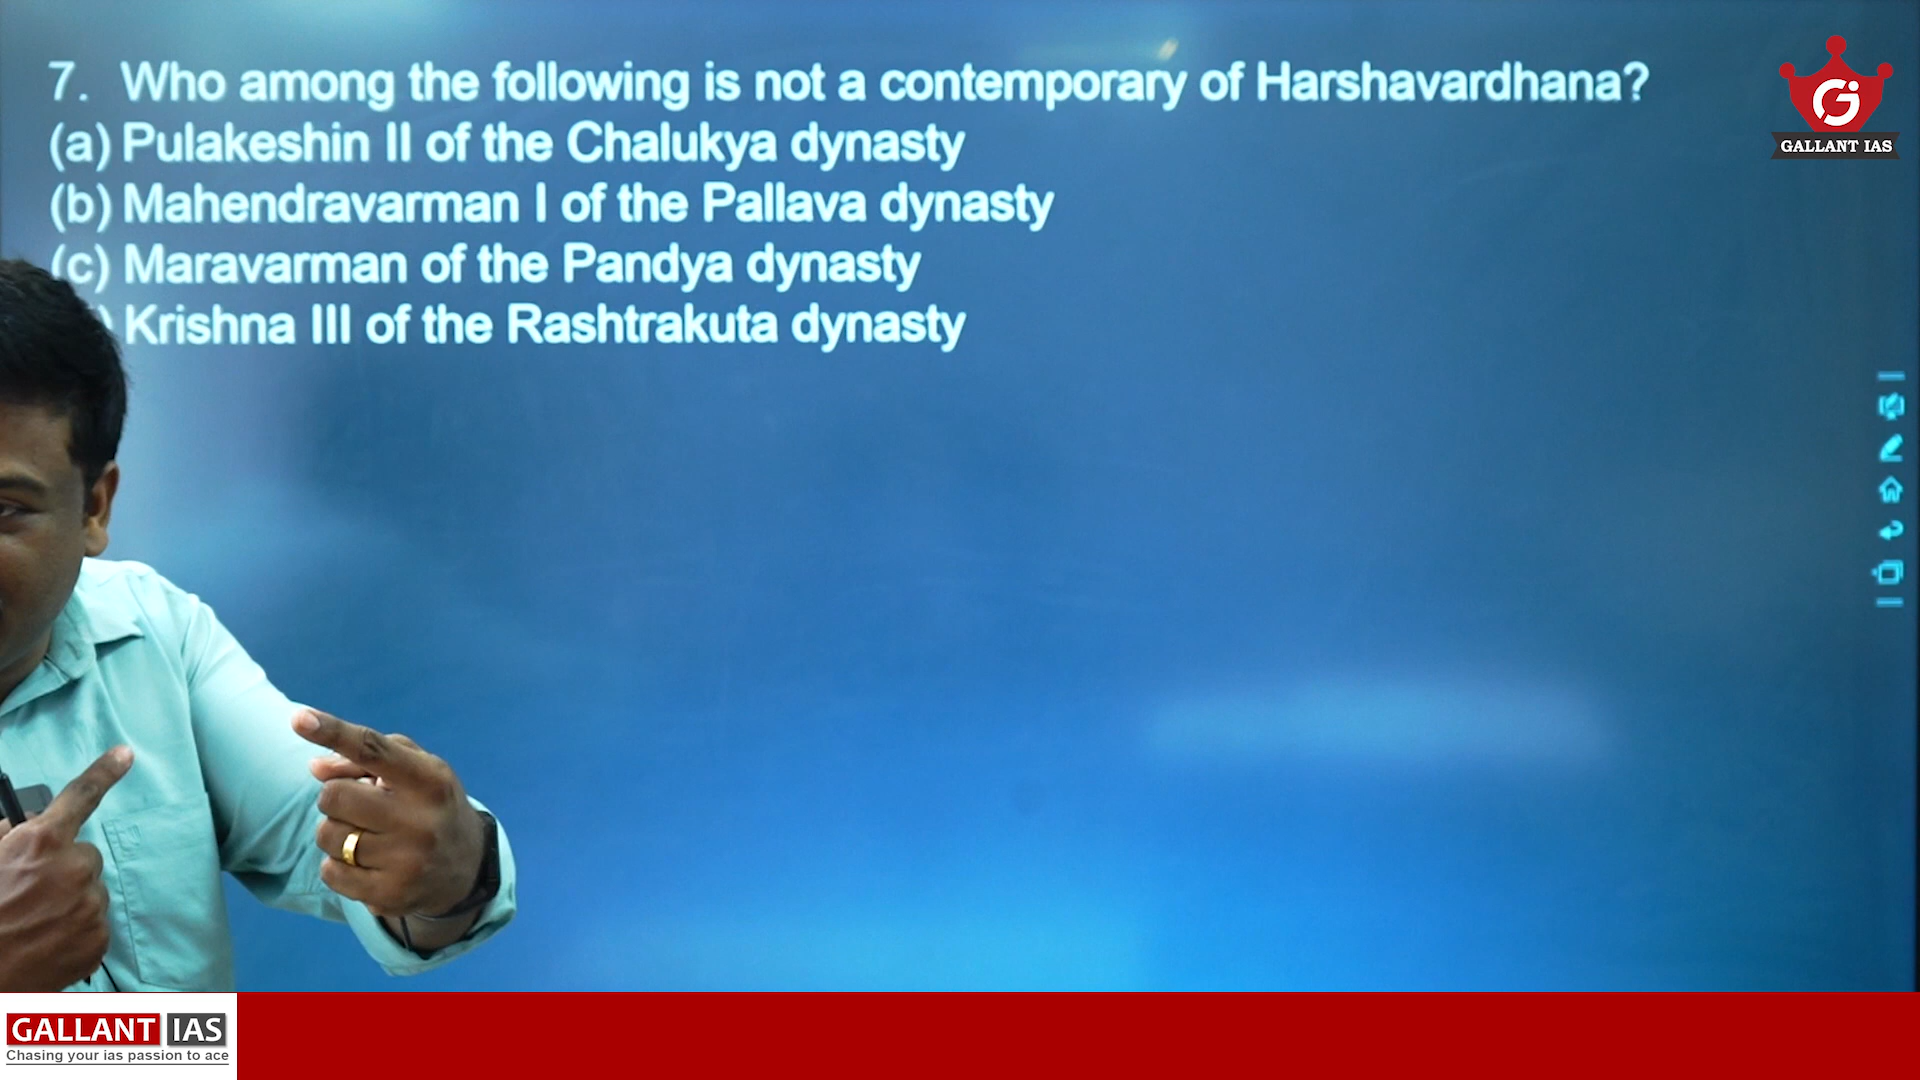 7. Who among the following is not a contemporary of Harshavardhana?
(a) Pulakeshin II of the Chalukya dynasty
(b) Mahendravarman I of the Pallava dynasty
(c) Maravarman of the Pandya dynasty
) Krishna III of the Rashtrakuta dynasty
GALLANT IAS
GALLANT IAS
Chasing your ias passion to ace